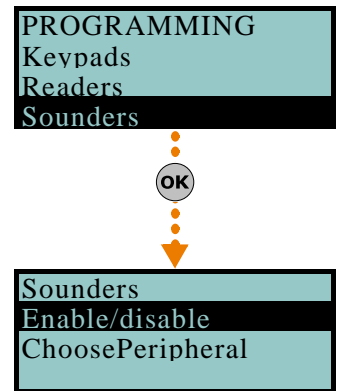 PROGRAMMING
Keypads
Readers
Sounders
OK
Sounders
Enable/disable
ChoosePeripheral